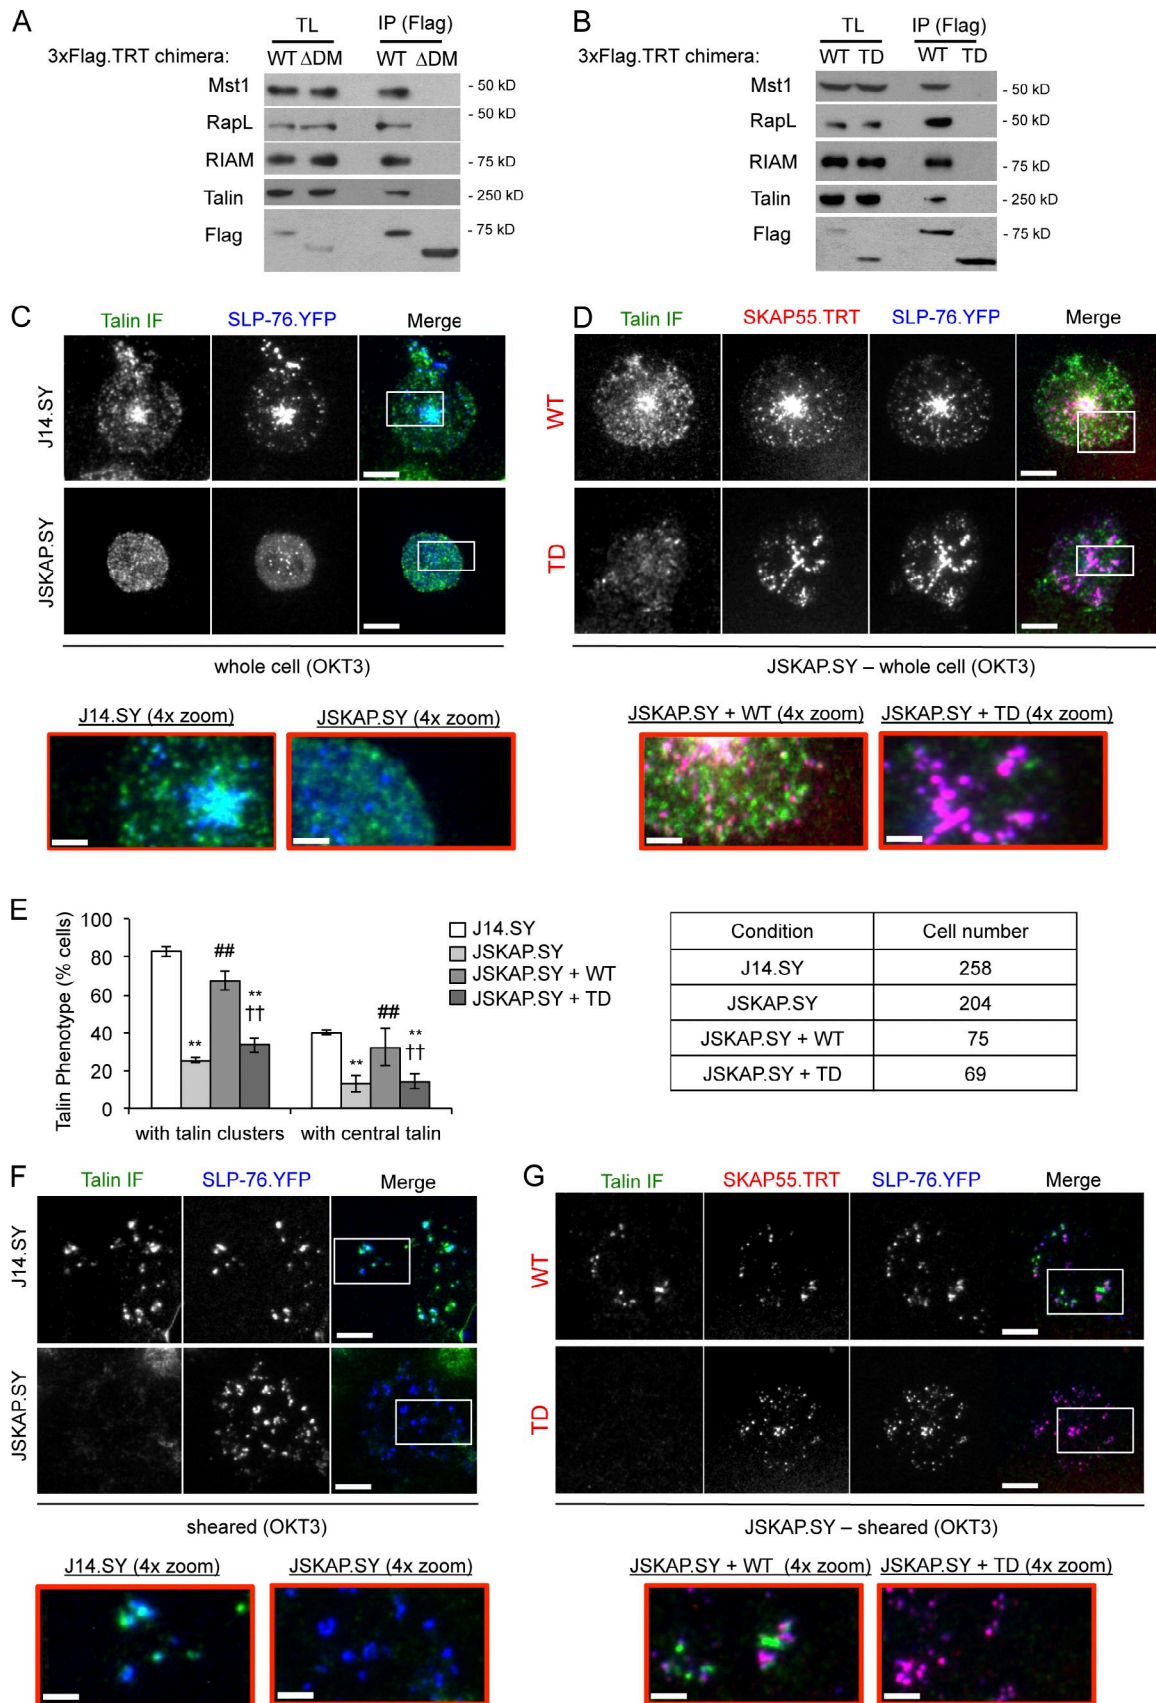 A
TL IP (Flag)
3xFlag.TRT chimera: WT ΔDM WT ΔDM
Mst1 - 50 kD
RapL - 50 kD
RIAM - 75 kD
Talin - 250 kD
Flag - 75 kD
B
TL IP (Flag)
3xFlag.TRT chimera: WT TD WT TD
Mst1 - 50 kD
RapL - 50 kD
RIAM - 75 kD
Talin - 250 kD
Flag - 75 kD
C
Talin IF SLP-76.YFP Merge
J14.SY
JSKAP.SY
whole cell (OKT3)
J14.SY (4x zoom) JSKAP.SY (4x zoom)
D
Talin IF SKAP55.TRT SLP-76.YFP Merge
WT
TD
JSKAP.SY – whole cell (OKT3)
JSKAP.SY + WT (4x zoom) JSKAP.SY + TD (4x zoom)
E
Talin Phenotype (% cells)
100
80
60
40
20
0
** ## ** ††
** ## ** ††
with talin clusters with central talin
J14.SY
JSKAP.SY
JSKAP.SY + WT
JSKAP.SY + TD
Condition Cell number
J14.SY 258
JSKAP.SY 204
JSKAP.SY + WT 75
JSKAP.SY + TD 69
F
Talin IF SLP-76.YFP Merge
J14.SY
JSKAP.SY
sheared (OKT3)
J14.SY (4x zoom) JSKAP.SY (4x zoom)
G
Talin IF SKAP55.TRT SLP-76.YFP Merge
WT
TD
JSKAP.SY – sheared (OKT3)
JSKAP.SY + WT (4x zoom) JSKAP.SY + TD (4x zoom)